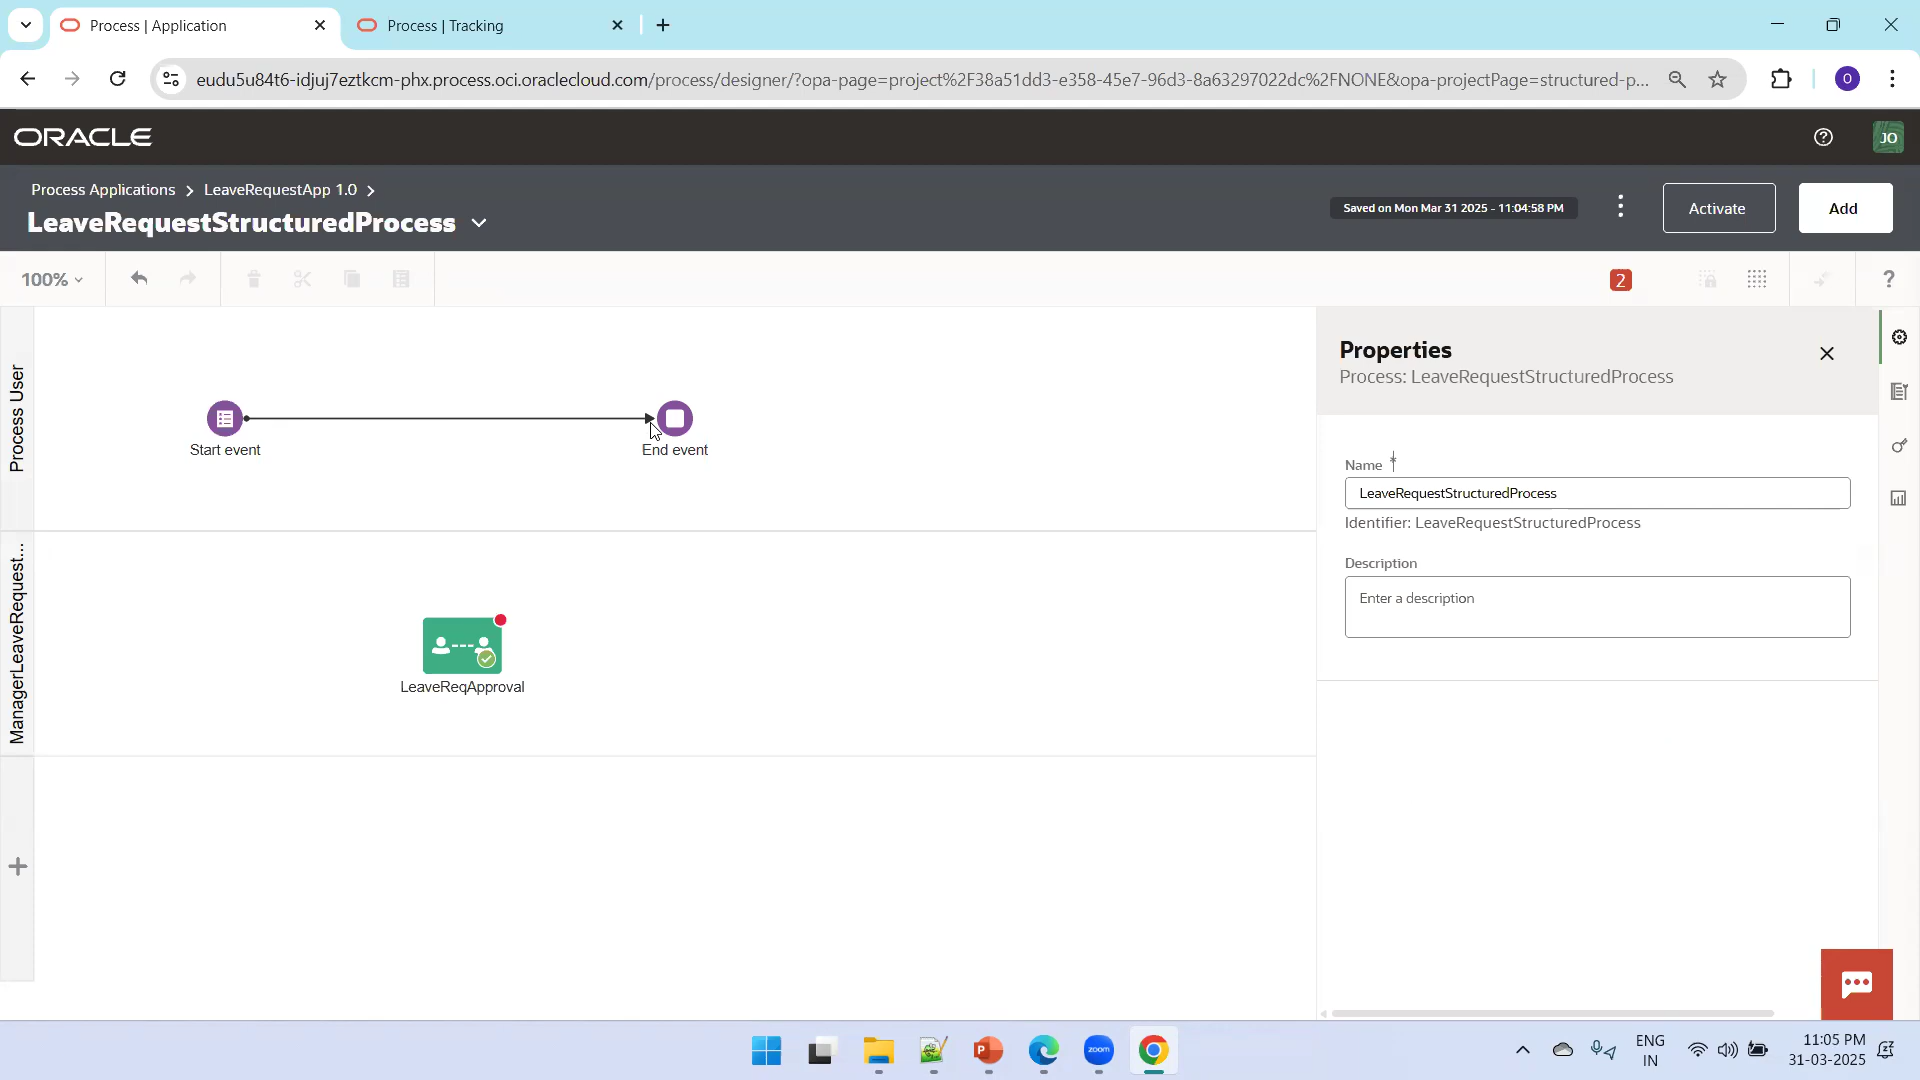 Process | Application
Process | Tracking
eudu5u84t6-idjuj7eztkcm-phx.process.oci.oraclecloud.com/process/designer/?opa-page=project%2F38a51dd3-e358-45e7-96d3-8a63297022dc%2FNONE&opa-projectPage=structured-p...
O
ORACLE
JO
Process Applications > LeaveRequestApp 1.0 >
LeaveRequestStructuredProcess
Saved on Mon Mar 31 2025 - 11:04:58 PM
Activate
Add
100%
2
?
Process User
Start event
End event
ManagerLeaveRequest...
LeaveReqApproval
Properties
Process: LeaveRequestStructuredProcess
Name *
LeaveRequestStructuredProcess
Identifier: LeaveRequestStructuredProcess
Description
Enter a description
zoom
ENG
IN
11:05 PM
31-03-2025